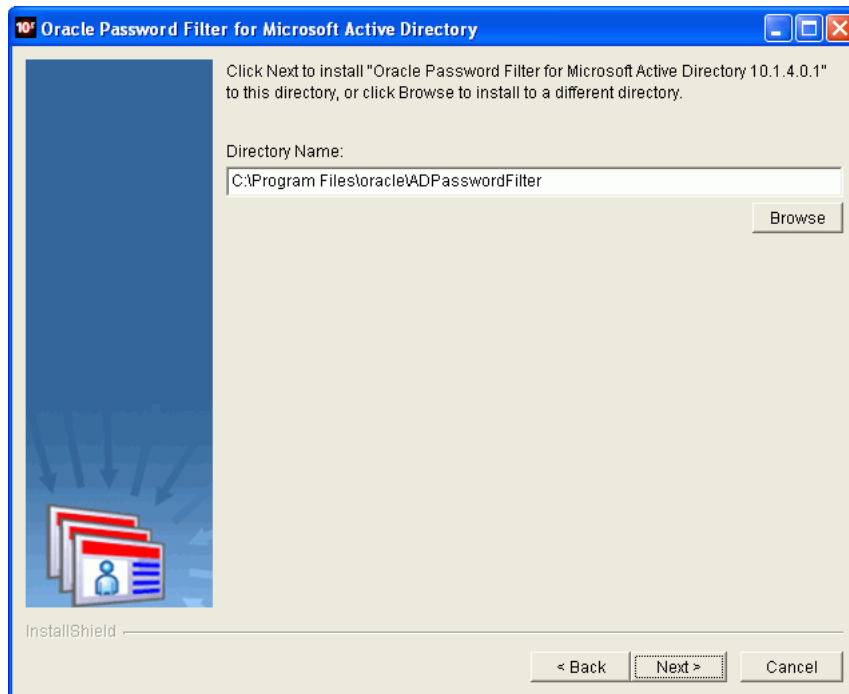 10g Oracle Password Filter for Microsoft Active Directory
Click Next to install "Oracle Password Filter for Microsoft Active Directory 10.1.4.0.1"
to this directory, or click Browse to install to a different directory.
Directory Name:
C:\Program Files\oracle\ADPasswordFilter
Browse
InstallShield
< Back
Next >
Cancel